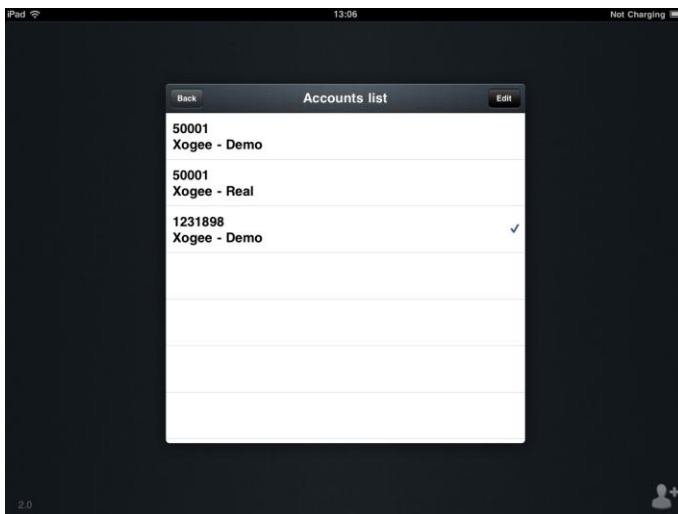 iPad 13:06 Not Charging
Back Accounts list Edit
50001
Xogee - Demo
50001
Xogee - Real
1231898
Xogee - Demo
2.0